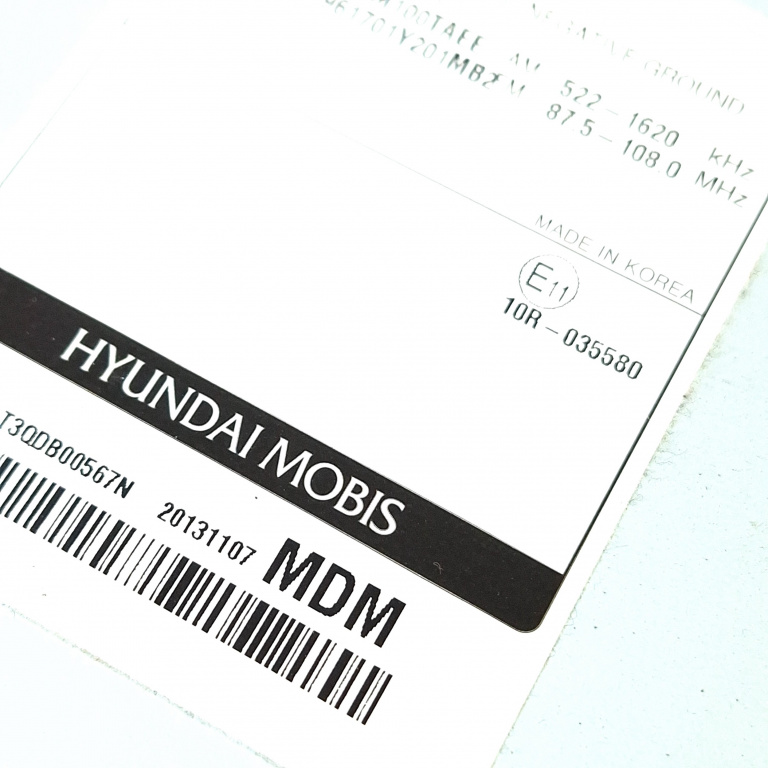 GROUND
522-1620 kHz
87.5-108.0 MHz
MADE IN KOREA
E11
10R-035580
HYUNDAI MOBIS
T3QDB00567N 20131107 MDM